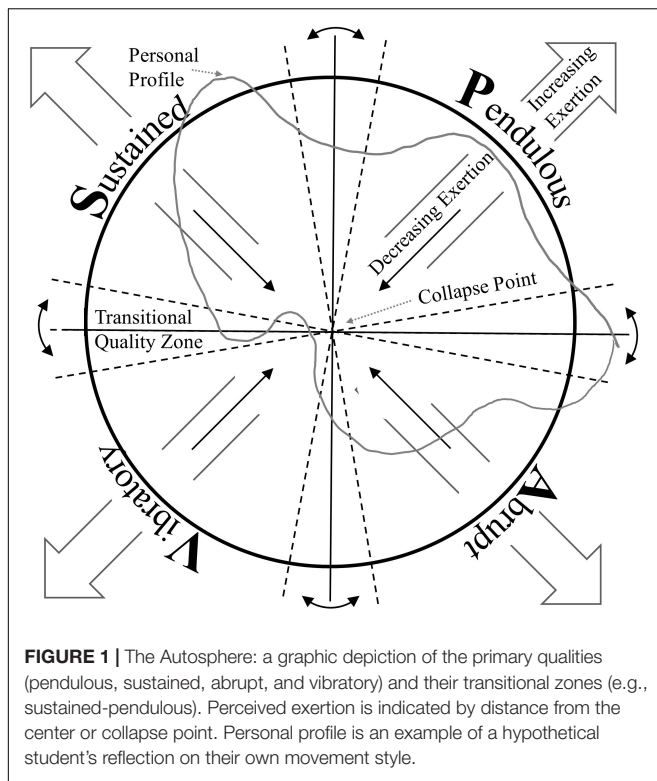 Personal
Profile
Sustained
Pendulous
Increasing
Exertion
Decreasing Exertion
Collapse Point
Transitional
Quality Zone
Vibratory
Abrupt
FIGURE 1 | The Autosphere: a graphic depiction of the primary qualities
(pendulous, sustained, abrupt, and vibratory) and their transitional zones (e.g.,
sustained-pendulous). Perceived exertion is indicated by distance from the
center or collapse point. Personal profile is an example of a hypothetical
student’s reflection on their own movement style.